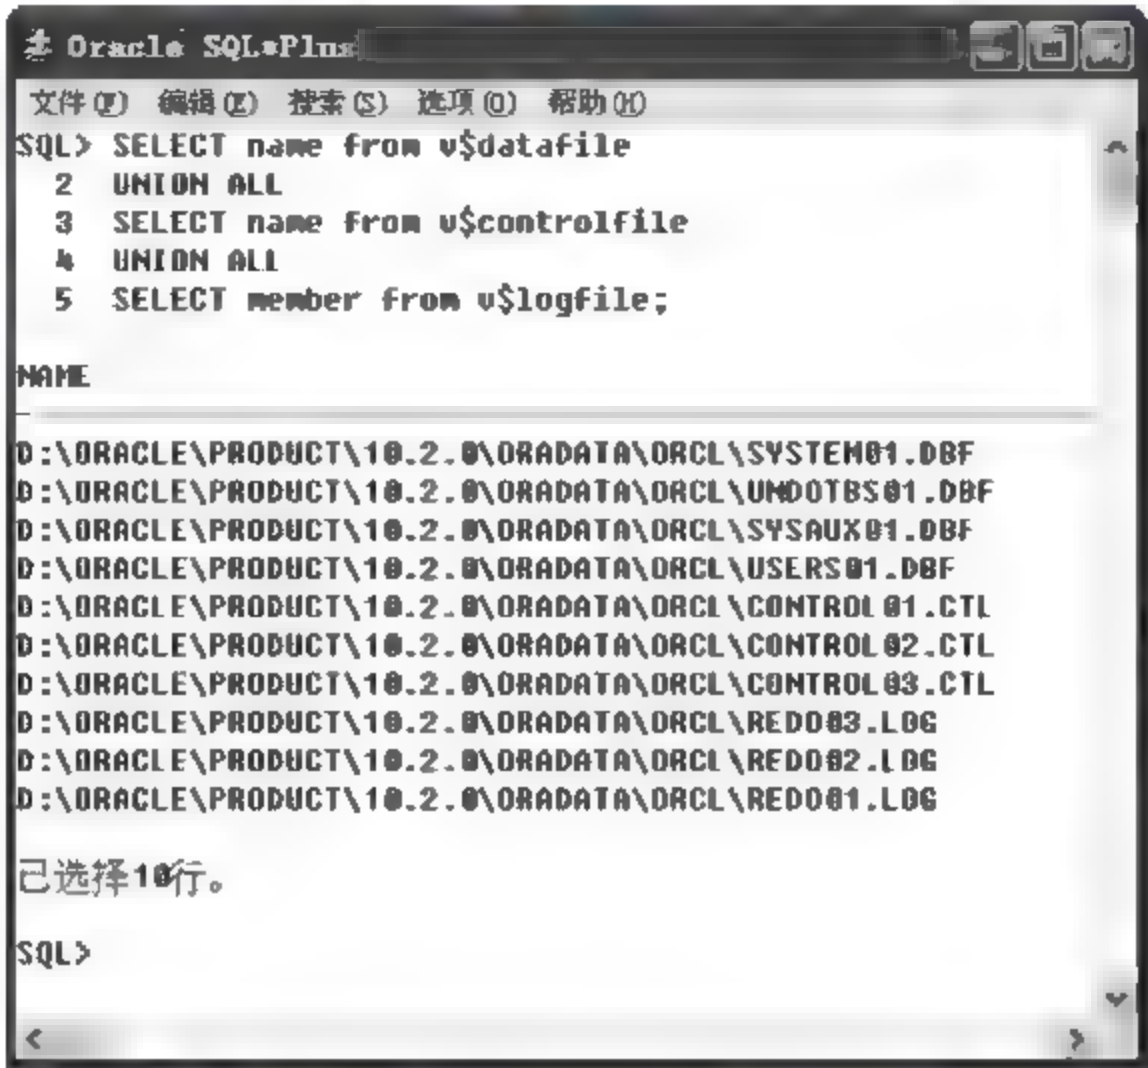 Oracle SQL*Plus
文件(F) 编辑(E) 搜索(S) 选项(O) 帮助(H)
SQL> SELECT name from v$datafile
2 UNION ALL
3 SELECT name from v$controlfile
4 UNION ALL
5 SELECT member from v$logfile;
NAME
D:\ORACLE\PRODUCT\10.2.0\ORADATA\ORCL\SYSTEM01.DBF
D:\ORACLE\PRODUCT\10.2.0\ORADATA\ORCL\UNDOTBS01.DBF
D:\ORACLE\PRODUCT\10.2.0\ORADATA\ORCL\SYSAUX01.DBF
D:\ORACLE\PRODUCT\10.2.0\ORADATA\ORCL\USERS01.DBF
D:\ORACLE\PRODUCT\10.2.0\ORADATA\ORCL\CONTROL01.CTL
D:\ORACLE\PRODUCT\10.2.0\ORADATA\ORCL\CONTROL02.CTL
D:\ORACLE\PRODUCT\10.2.0\ORADATA\ORCL\CONTROL03.CTL
D:\ORACLE\PRODUCT\10.2.0\ORADATA\ORCL\REDO03.LOG
D:\ORACLE\PRODUCT\10.2.0\ORADATA\ORCL\REDO02.LOG
D:\ORACLE\PRODUCT\10.2.0\ORADATA\ORCL\REDO01.LOG
已选择10行。
SQL>